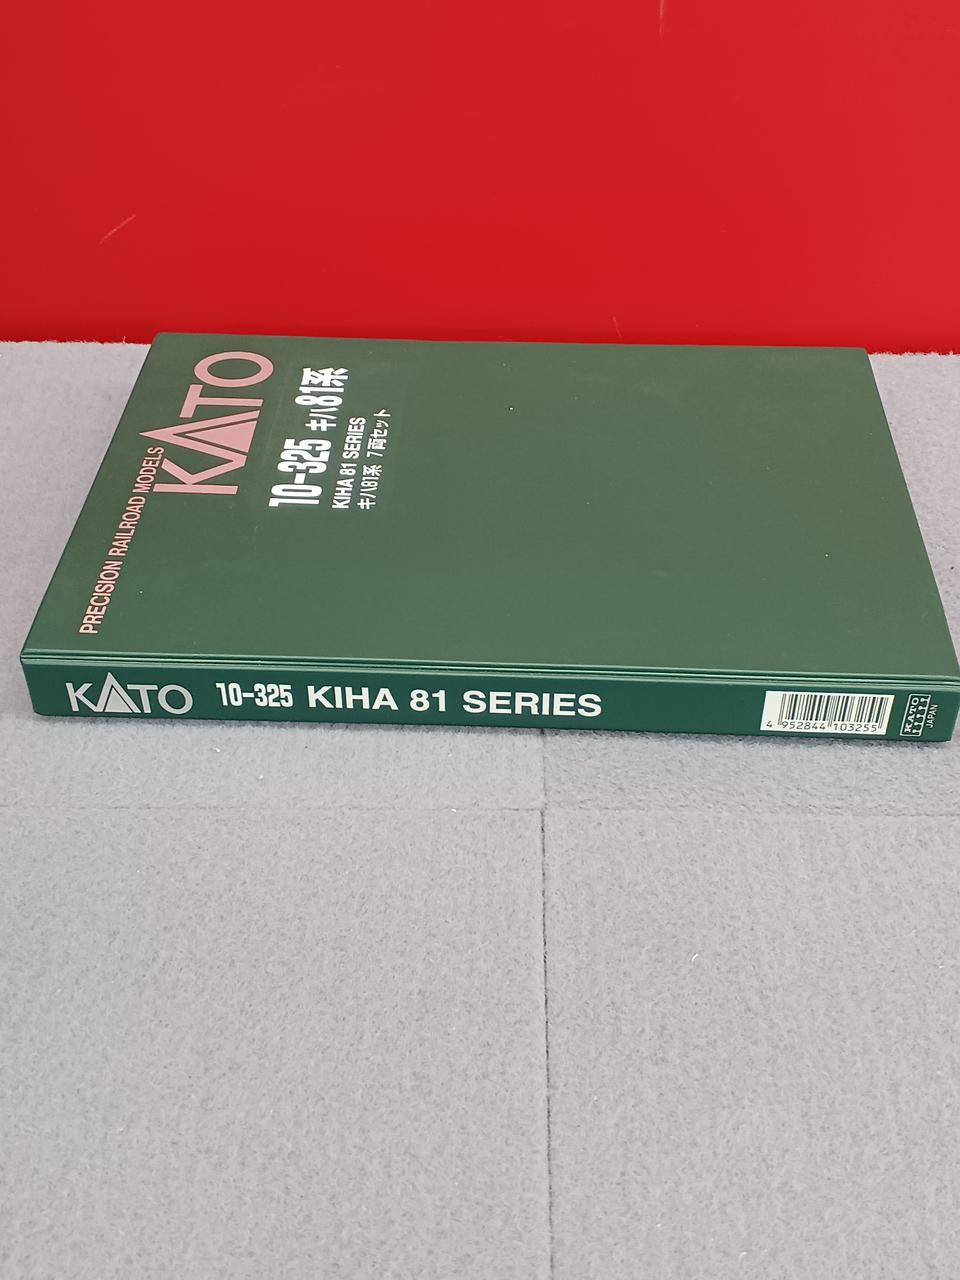 PRECISION RAILROAD MODELS
KATO
10-325 キハ81系
KIHA 81 SERIES
キハ81系 7両セット
KATO 10-325 KIHA 81 SERIES
4 952844 103255
KATO
JAPAN